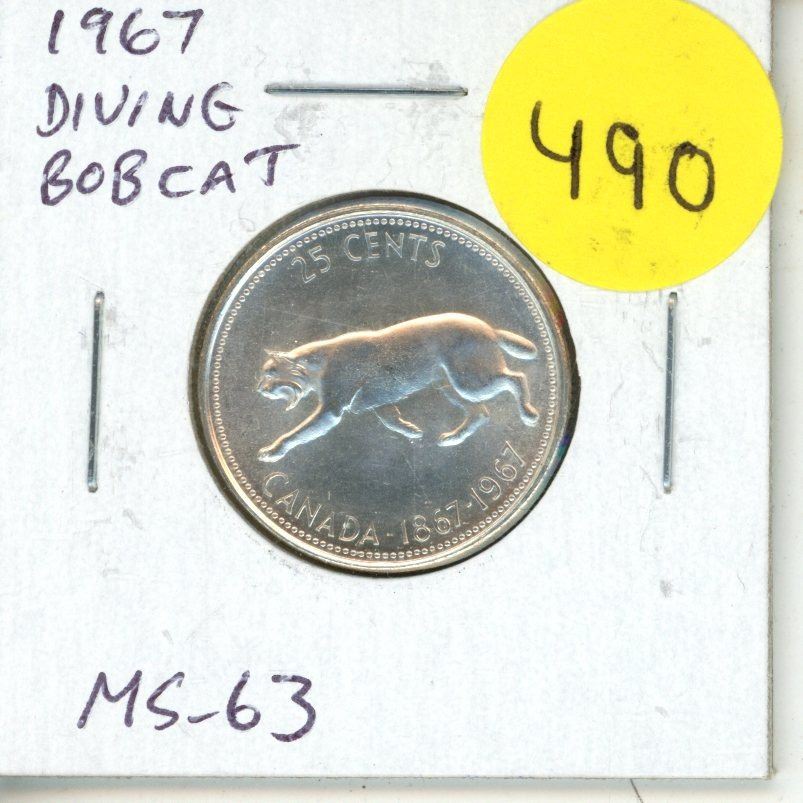 1967
DIVING
BOBCAT
490
25 CENTS
CANADA - 1867-1967
MS-63